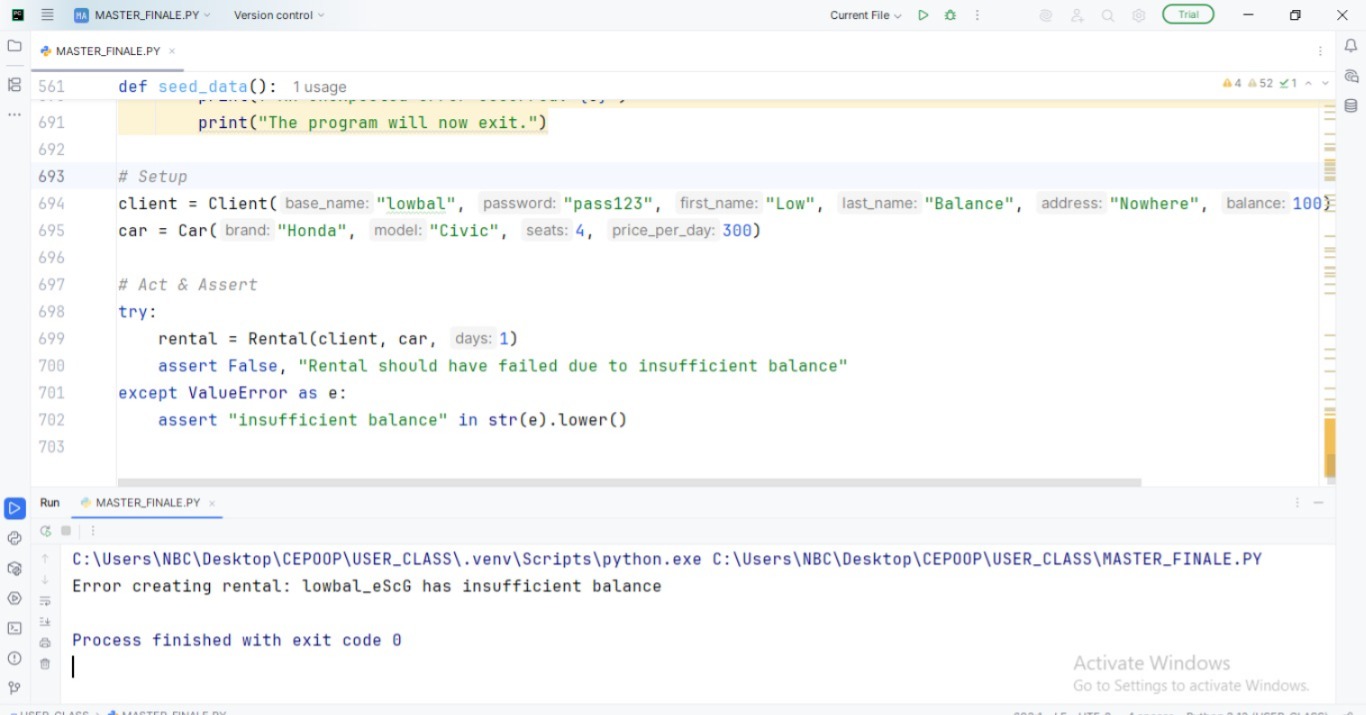 MA MASTER_FINALE.PY Version control Current File Trial
MASTER_FINALE.PY ×
561 def seed_data(): 1 usage 4 52 1
691 print("The program will now exit.")
692
693 # Setup
694 client = Client( base_name: "lowbal", password: "pass123", first_name: "Low", last_name: "Balance", address: "Nowhere", balance: 100)
695 car = Car( brand: "Honda", model: "Civic", seats: 4, price_per_day: 300)
696
697 # Act & Assert
698 try:
699 rental = Rental(client, car, days: 1)
700 assert False, "Rental should have failed due to insufficient balance"
701 except ValueError as e:
702 assert "insufficient balance" in str(e).lower()
703
Run MASTER_FINALE.PY ×
C:\Users\NBC\Desktop\CEPOOP\USER_CLASS\.venv\Scripts\python.exe C:\Users\NBC\Desktop\CEPOOP\USER_CLASS\MASTER_FINALE.PY
Error creating rental: lowbal_eScG has insufficient balance
Process finished with exit code 0
Activate Windows
Go to Settings to activate Windows.
USER_CLASS MASTER_FINALE.PY